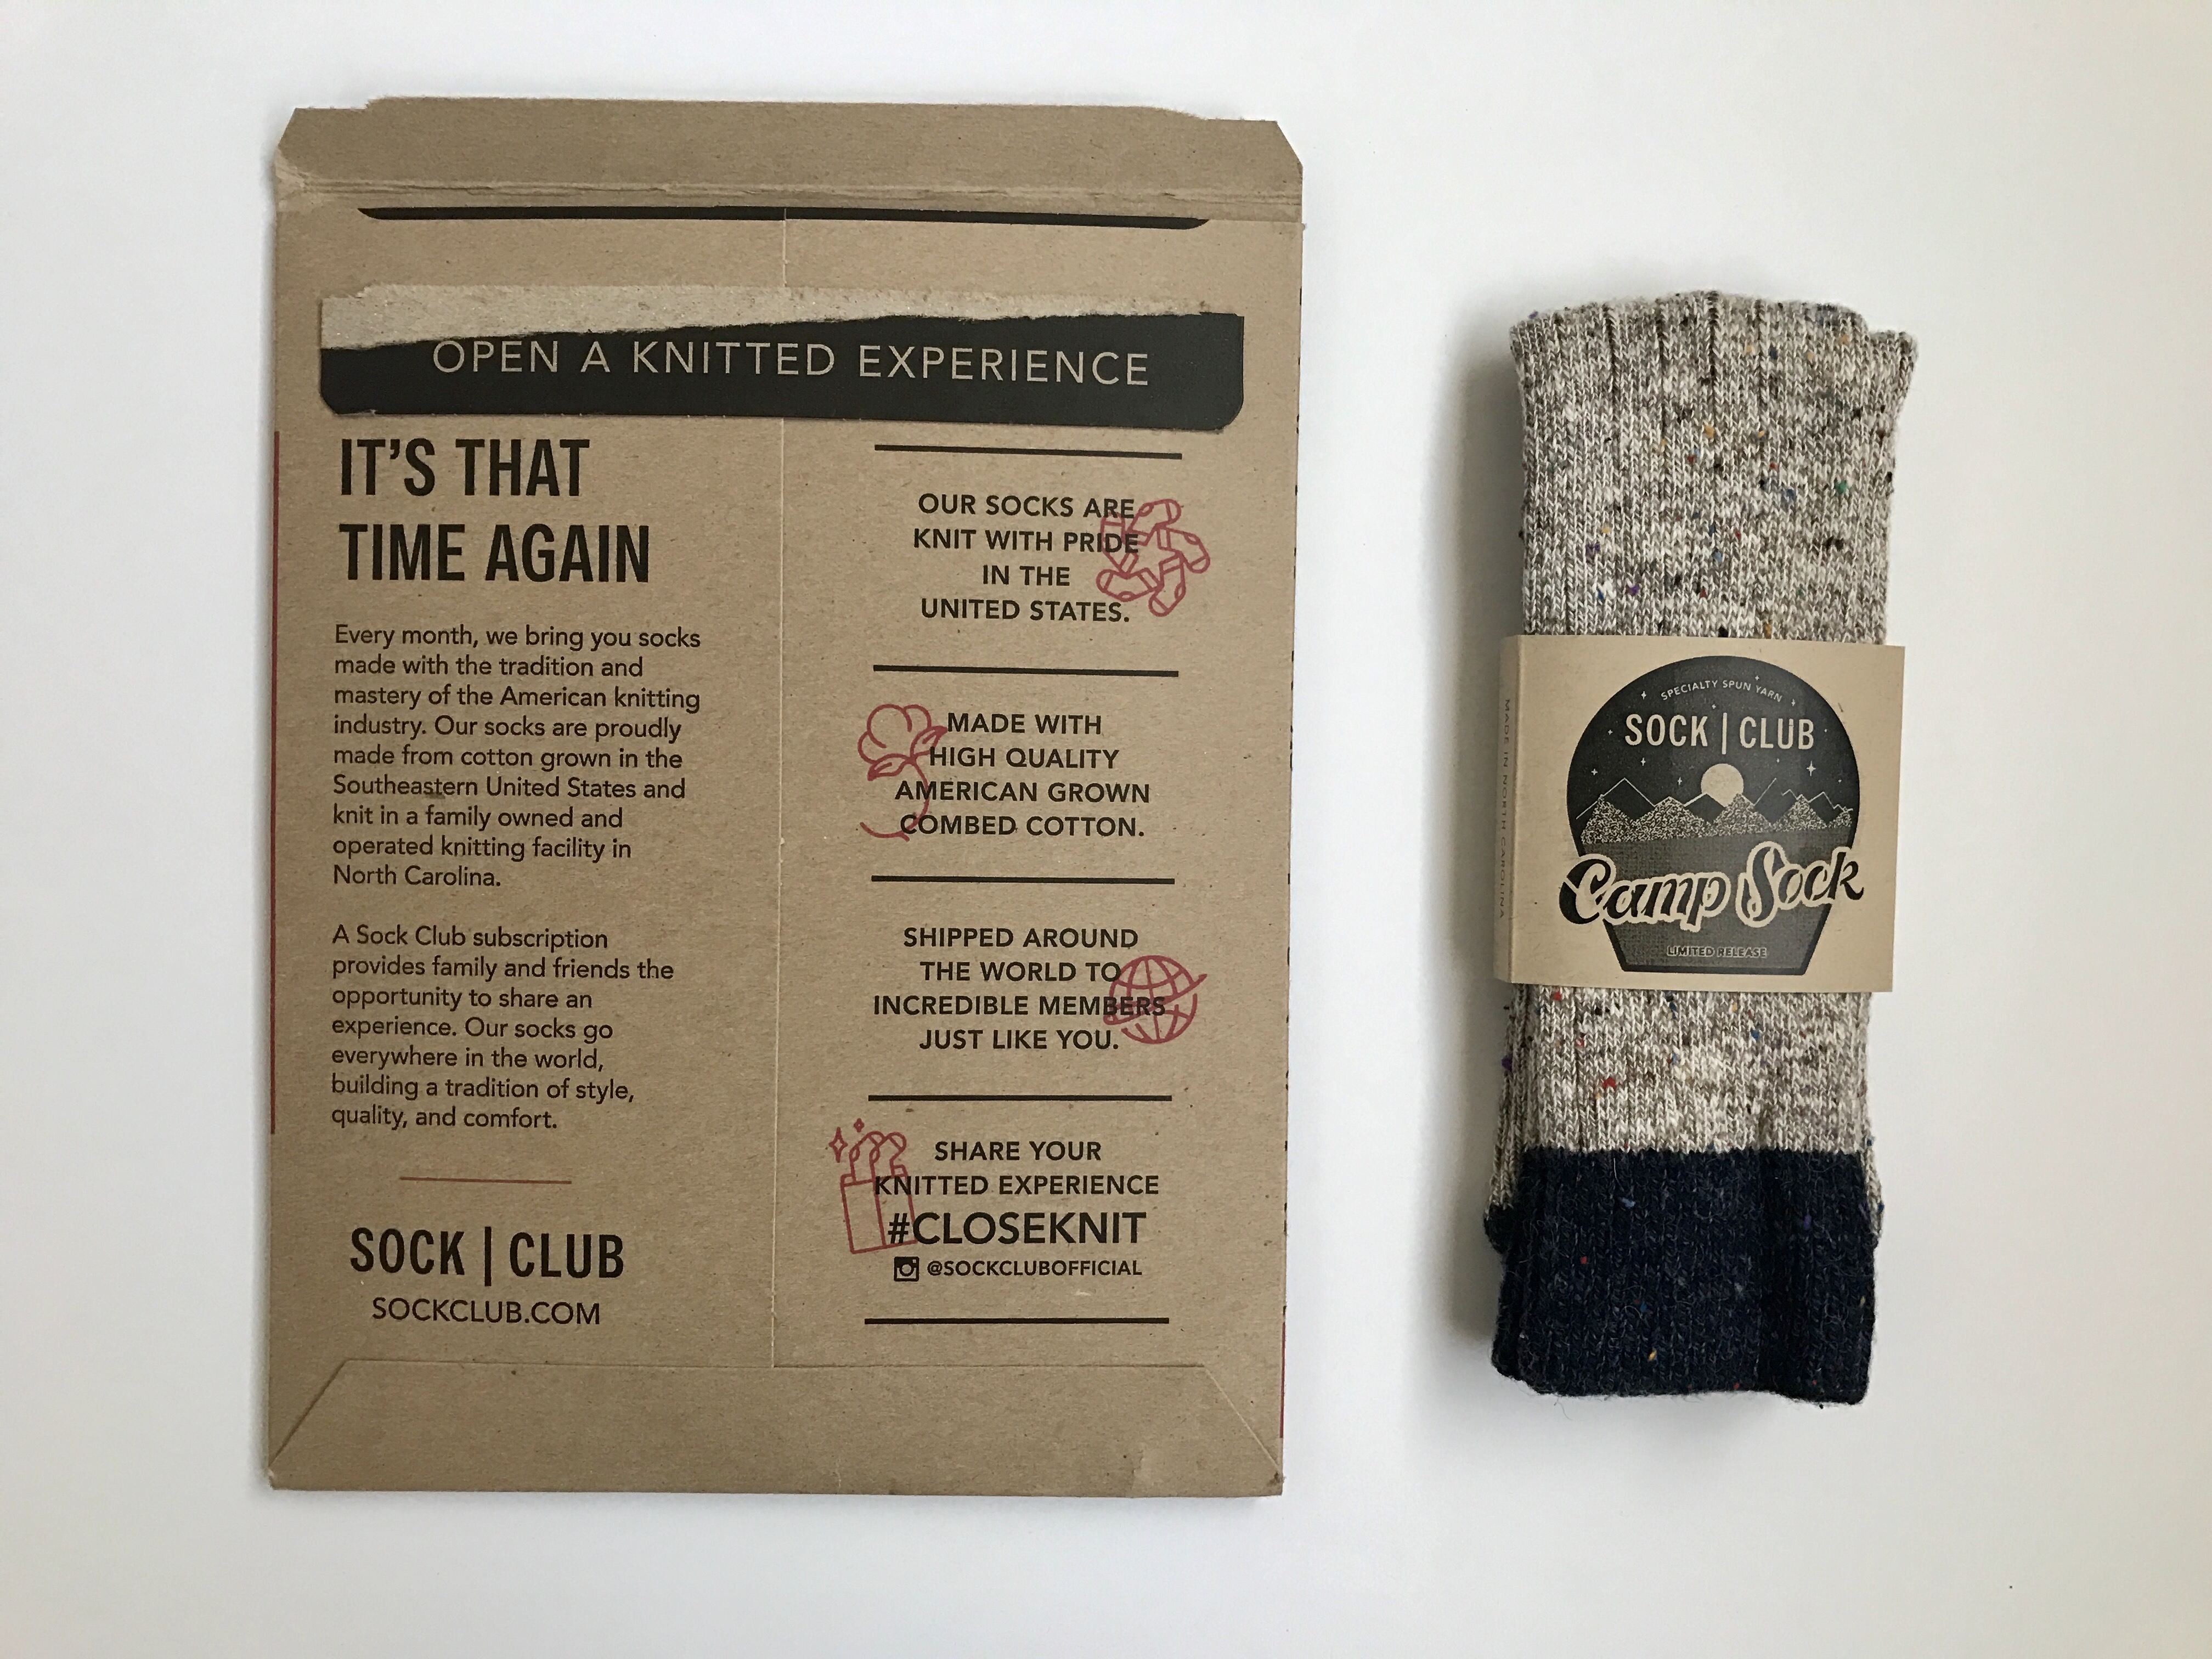 OPEN A KNITTED EXPERIENCE
IT'S THAT
TIME AGAIN
Every month, we bring you socks
made with the tradition and
mastery of the American knitting
industry. Our socks are proudly
made from cotton grown in the
Southeastern United States and
knit in a family owned and
operated knitting facility in
North Carolina.
A Sock Club subscription
provides family and friends the
opportunity to share an
experience. Our socks go
everywhere in the world,
building a tradition of style,
quality, and comfort.
SOCK | CLUB
SOCKCLUB.COM
OUR SOCKS ARE
KNIT WITH PRIDE
IN THE
UNITED STATES.
MADE WITH
HIGH QUALITY
AMERICAN GROWN
COMBED COTTON.
SHIPPED AROUND
THE WORLD TO
INCREDIBLE MEMBERS
JUST LIKE YOU.
SHARE YOUR
KNITTED EXPERIENCE
#CLOSEKNIT
@SOCKCLUBOFFICIAL
MADE IN NORTH CAROLINA
SPECIALTY SPUN YARN
SOCK | CLUB
Camp Sock
LIMITED RELEASE